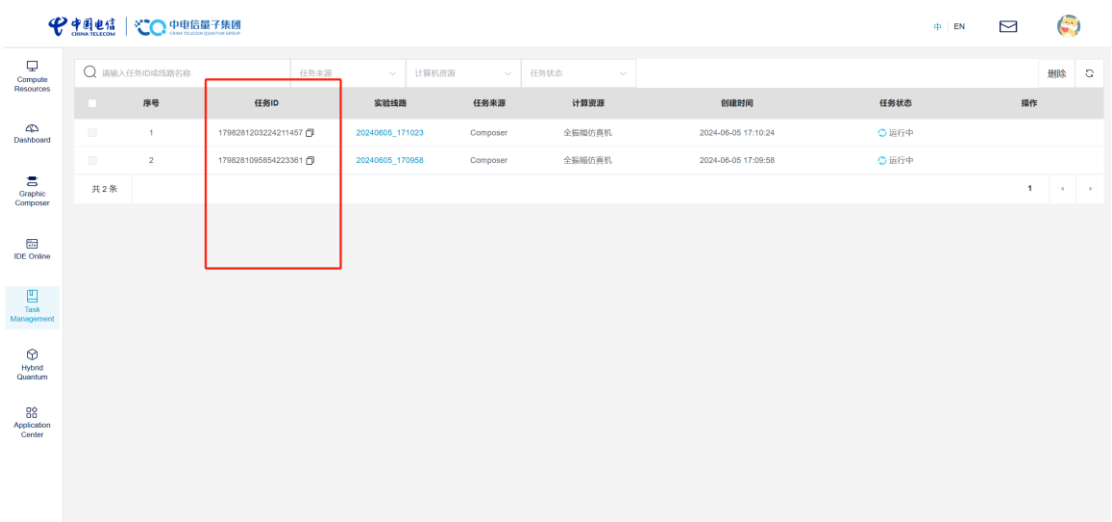 中国电信 CHINA TELECOM 中电信量子集团 CHINA TELECOM QUANTUM GROUP 中 EN
Compute Resources
Dashboard
Graphic Composer
IDE Online
Task Management
Hybrid Quantum
Application Center
请输入任务ID或线路名称 任务来源 计算机资源 任务状态 删除
序号 任务ID 实验线路 任务来源 计算资源 创建时间 任务状态 操作
1 1798281203224211457 20240605_171023 Composer 全振幅仿真机 2024-06-05 17:10:24 运行中
2 1798281095854223361 20240605_170958 Composer 全振幅仿真机 2024-06-05 17:09:58 运行中
共 2 条 1